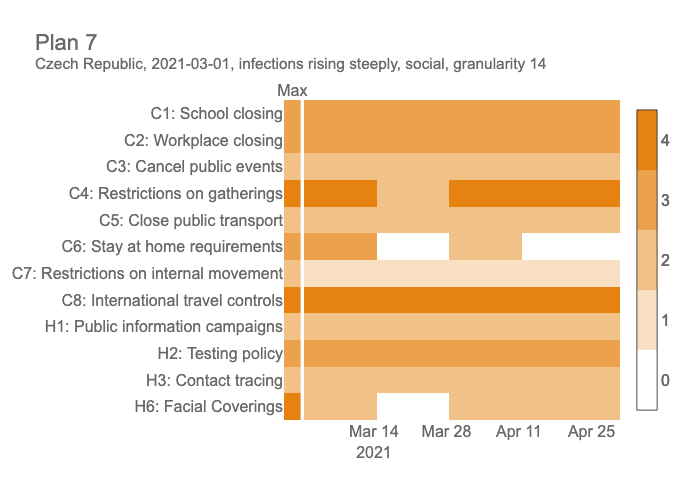 Plan 7
Czech Republic, 2021-03-01, infections rising steeply, social, granularity 14
Max
C1: School closing
C2: Workplace closing
C3: Cancel public events
C4: Restrictions on gatherings
C5: Close public transport
C6: Stay at home requirements
C7: Restrictions on internal movement
C8: International travel controls
H1: Public information campaigns
H2: Testing policy
H3: Contact tracing
H6: Facial Coverings
Mar 14 Mar 28 Apr 11 Apr 25
2021
4
3
2
1
0